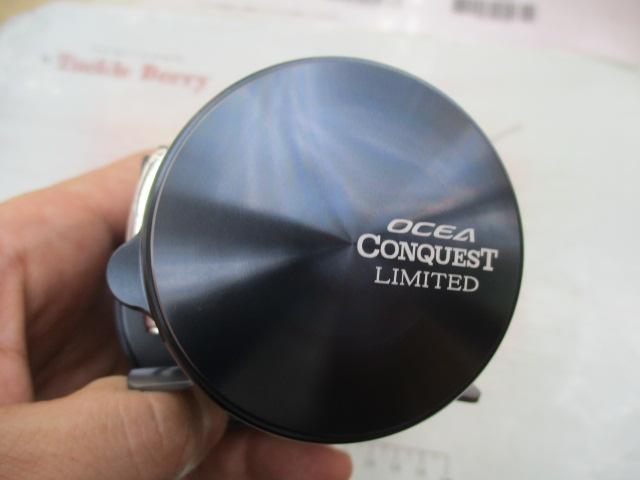 Tackle Berry
OCEA
CONQUEST
LIMITED